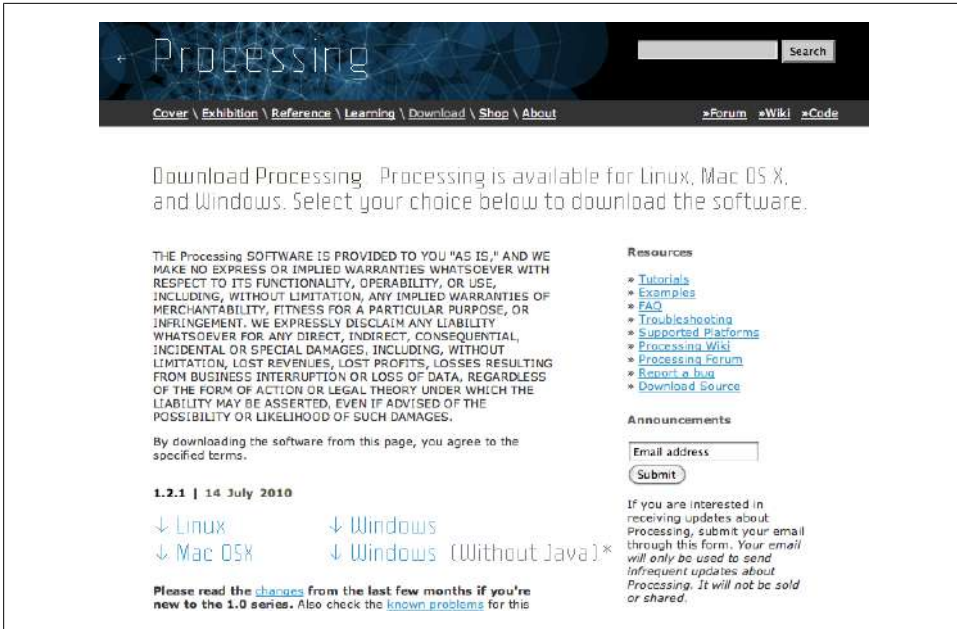 ← Processing
Search
Cover \ Exhibition \ Reference \ Learning \ Download \ Shop \ About
»Forum »Wiki »Code
Download Processing. Processing is available for Linux, Mac OS X,
and Windows. Select your choice below to download the software.
THE Processing SOFTWARE IS PROVIDED TO YOU "AS IS," AND WE
MAKE NO EXPRESS OR IMPLIED WARRANTIES WHATSOEVER WITH
RESPECT TO ITS FUNCTIONALITY, OPERABILITY, OR USE,
INCLUDING, WITHOUT LIMITATION, ANY IMPLIED WARRANTIES OF
MERCHANTABILITY, FITNESS FOR A PARTICULAR PURPOSE, OR
INFRINGEMENT. WE EXPRESSLY DISCLAIM ANY LIABILITY
WHATSOEVER FOR ANY DIRECT, INDIRECT, CONSEQUENTIAL,
INCIDENTAL OR SPECIAL DAMAGES, INCLUDING, WITHOUT
LIMITATION, LOST REVENUES, LOST PROFITS, LOSSES RESULTING
FROM BUSINESS INTERRUPTION OR LOSS OF DATA, REGARDLESS
OF THE FORM OF ACTION OR LEGAL THEORY UNDER WHICH THE
LIABILITY MAY BE ASSERTED, EVEN IF ADVISED OF THE
POSSIBILITY OR LIKELIHOOD OF SUCH DAMAGES.
By downloading the software from this page, you agree to the
specified terms.
1.2.1 | 14 July 2010
↓ Linux
↓ Windows
↓ Mac OSX
↓ Windows (Without Java)*
Please read the changes from the last few months if you're
new to the 1.0 series. Also check the known problems for this
Resources
» Tutorials
» Examples
» FAQ
» Troubleshooting
» Supported Platforms
» Processing Wiki
» Processing Forum
» Report a bug
» Download Source
Announcements
Email address
Submit
If you are interested in
receiving updates about
Processing, submit your email
through this form. Your email
will only be used to send
infrequent updates about
Processing. It will not be sold
or shared.